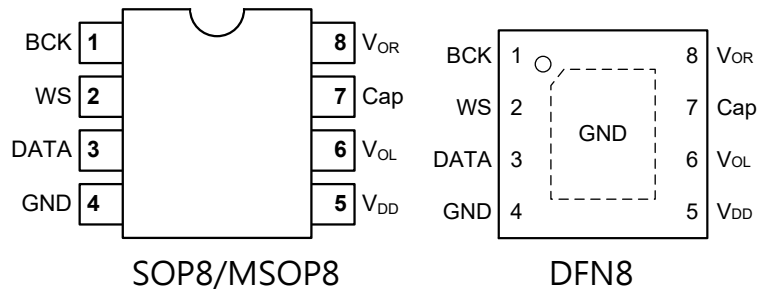 BCK 1 8 VOR
WS 2 7 Cap
DATA 3 6 VOL
GND 4 5 VDD
SOP8/MSOP8
BCK 1 8 VOR
WS 2 7 Cap
GND
DATA 3 6 VOL
GND 4 5 VDD
DFN8